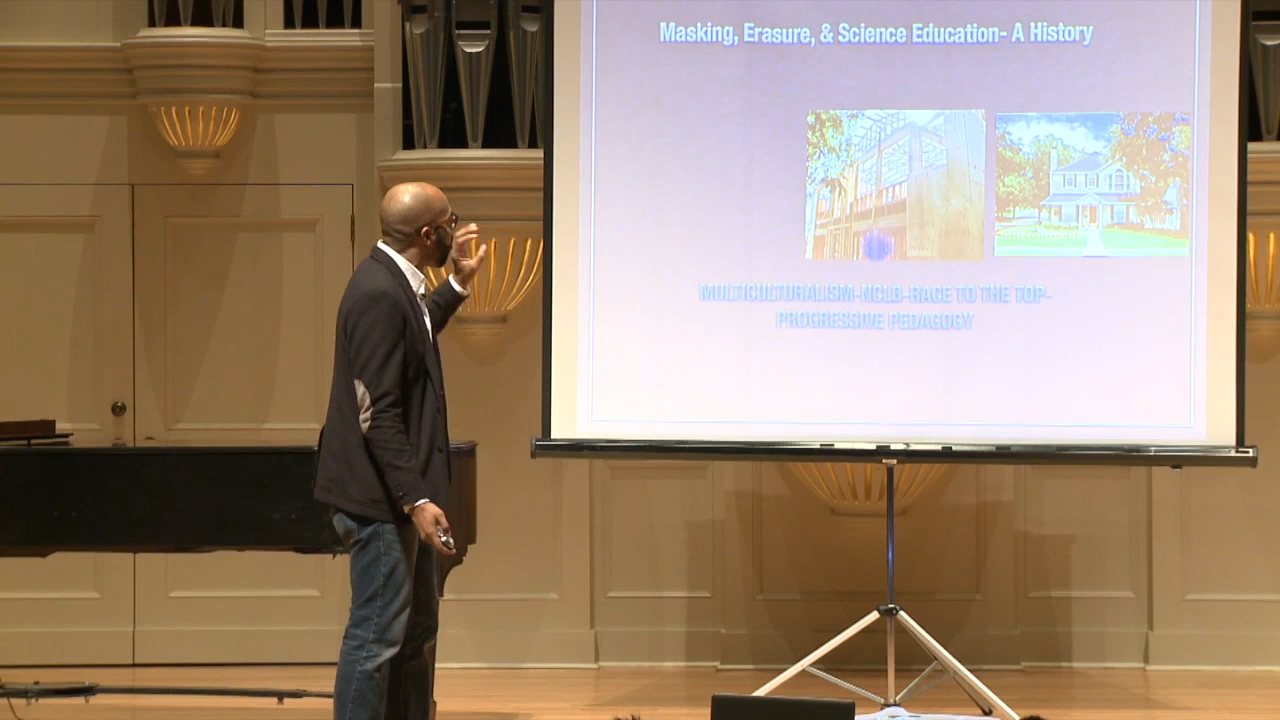 Masking, Erasure, & Science Education- A History
MULTICULTURALISM-NCLB-RACE TO THE TOP-
PROGRESSIVE PEDAGOGY